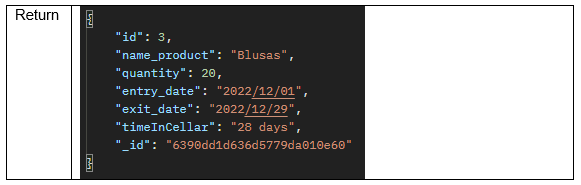 Return
{
"id": 3,
"name_product": "Blusas",
"quantity": 20,
"entry_date": "2022/12/01",
"exit_date": "2022/12/29",
"timeInCellar": "28 days",
"_id": "6390dd1d636d5779da010e60"
}